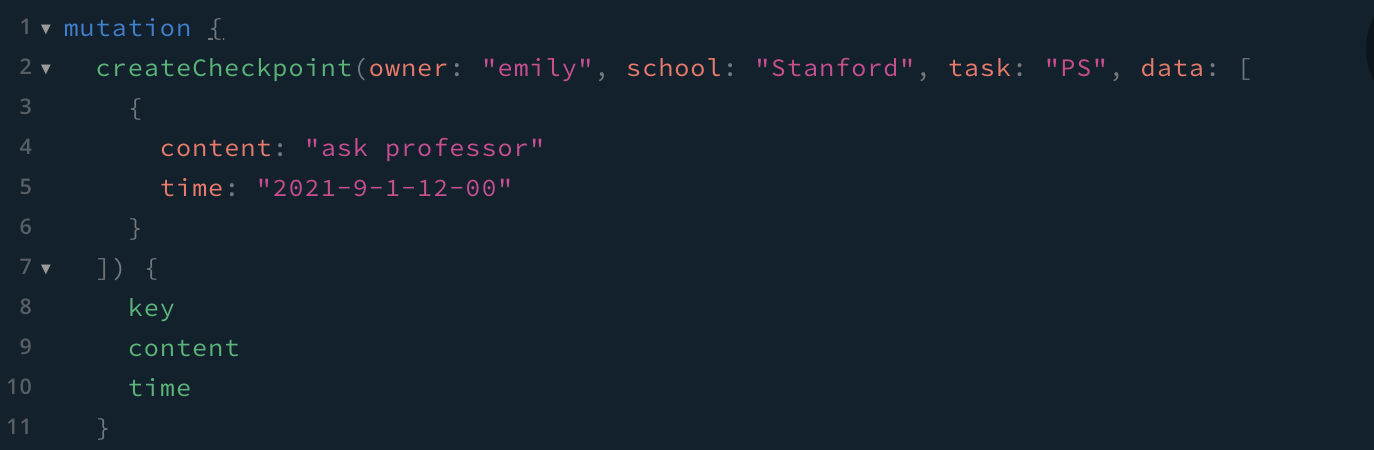 1 mutation {
2 createCheckpoint(owner: "emily", school: "Stanford", task: "PS", data: [
3 {
4 content: "ask professor"
5 time: "2021-9-1-12-00"
6 }
7 ]) {
8 key
9 content
10 time
11 }